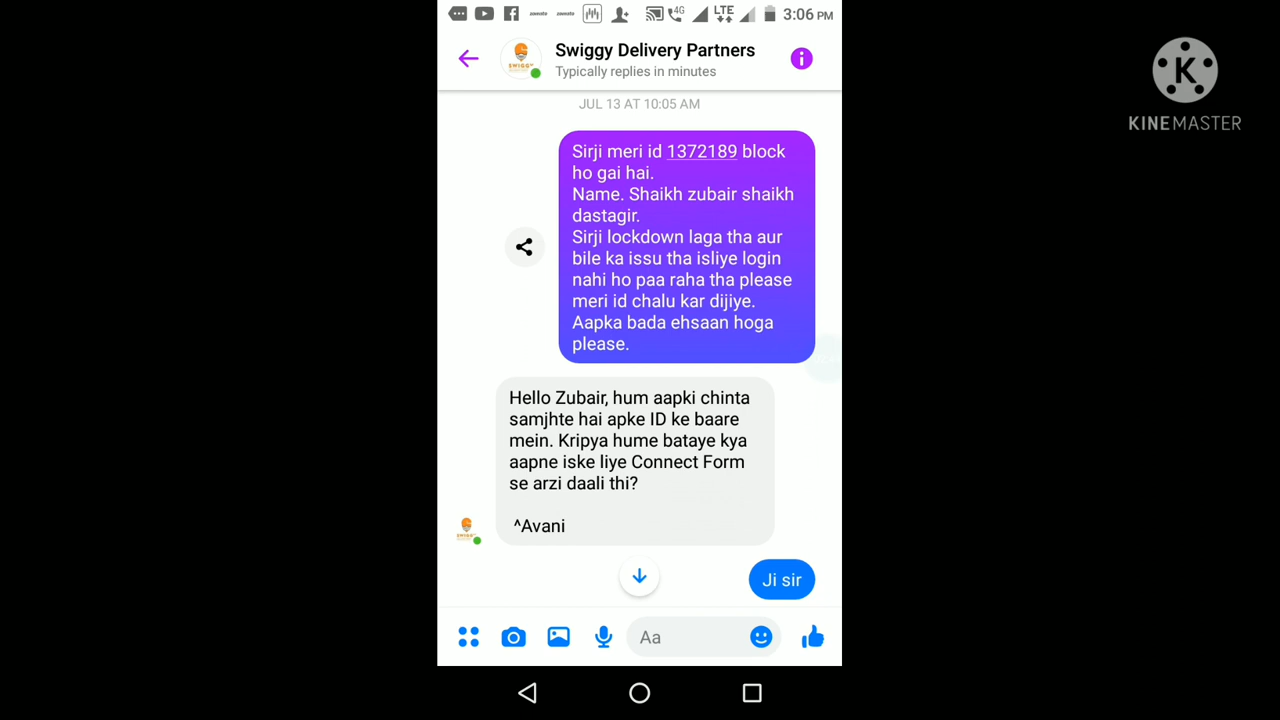 4G LTE 3:06 PM
Swiggy Delivery Partners
Typically replies in minutes
JUL 13 AT 10:05 AM
Sirji meri id 1372189 block
ho gai hai.
Name. Shaikh zubair shaikh
dastagir.
Sirji lockdown laga tha aur
bile ka issu tha isliye login
nahi ho paa raha tha please
meri id chalu kar dijiye.
Aapka bada ehsaan hoga
please.
Hello Zubair, hum aapki chinta
samjhte hai apke ID ke baare
mein. Kripya hume bataye kya
aapne iske liye Connect Form
se arzi daali thi?
^Avani
Ji sir
Aa
K
KINEMASTER